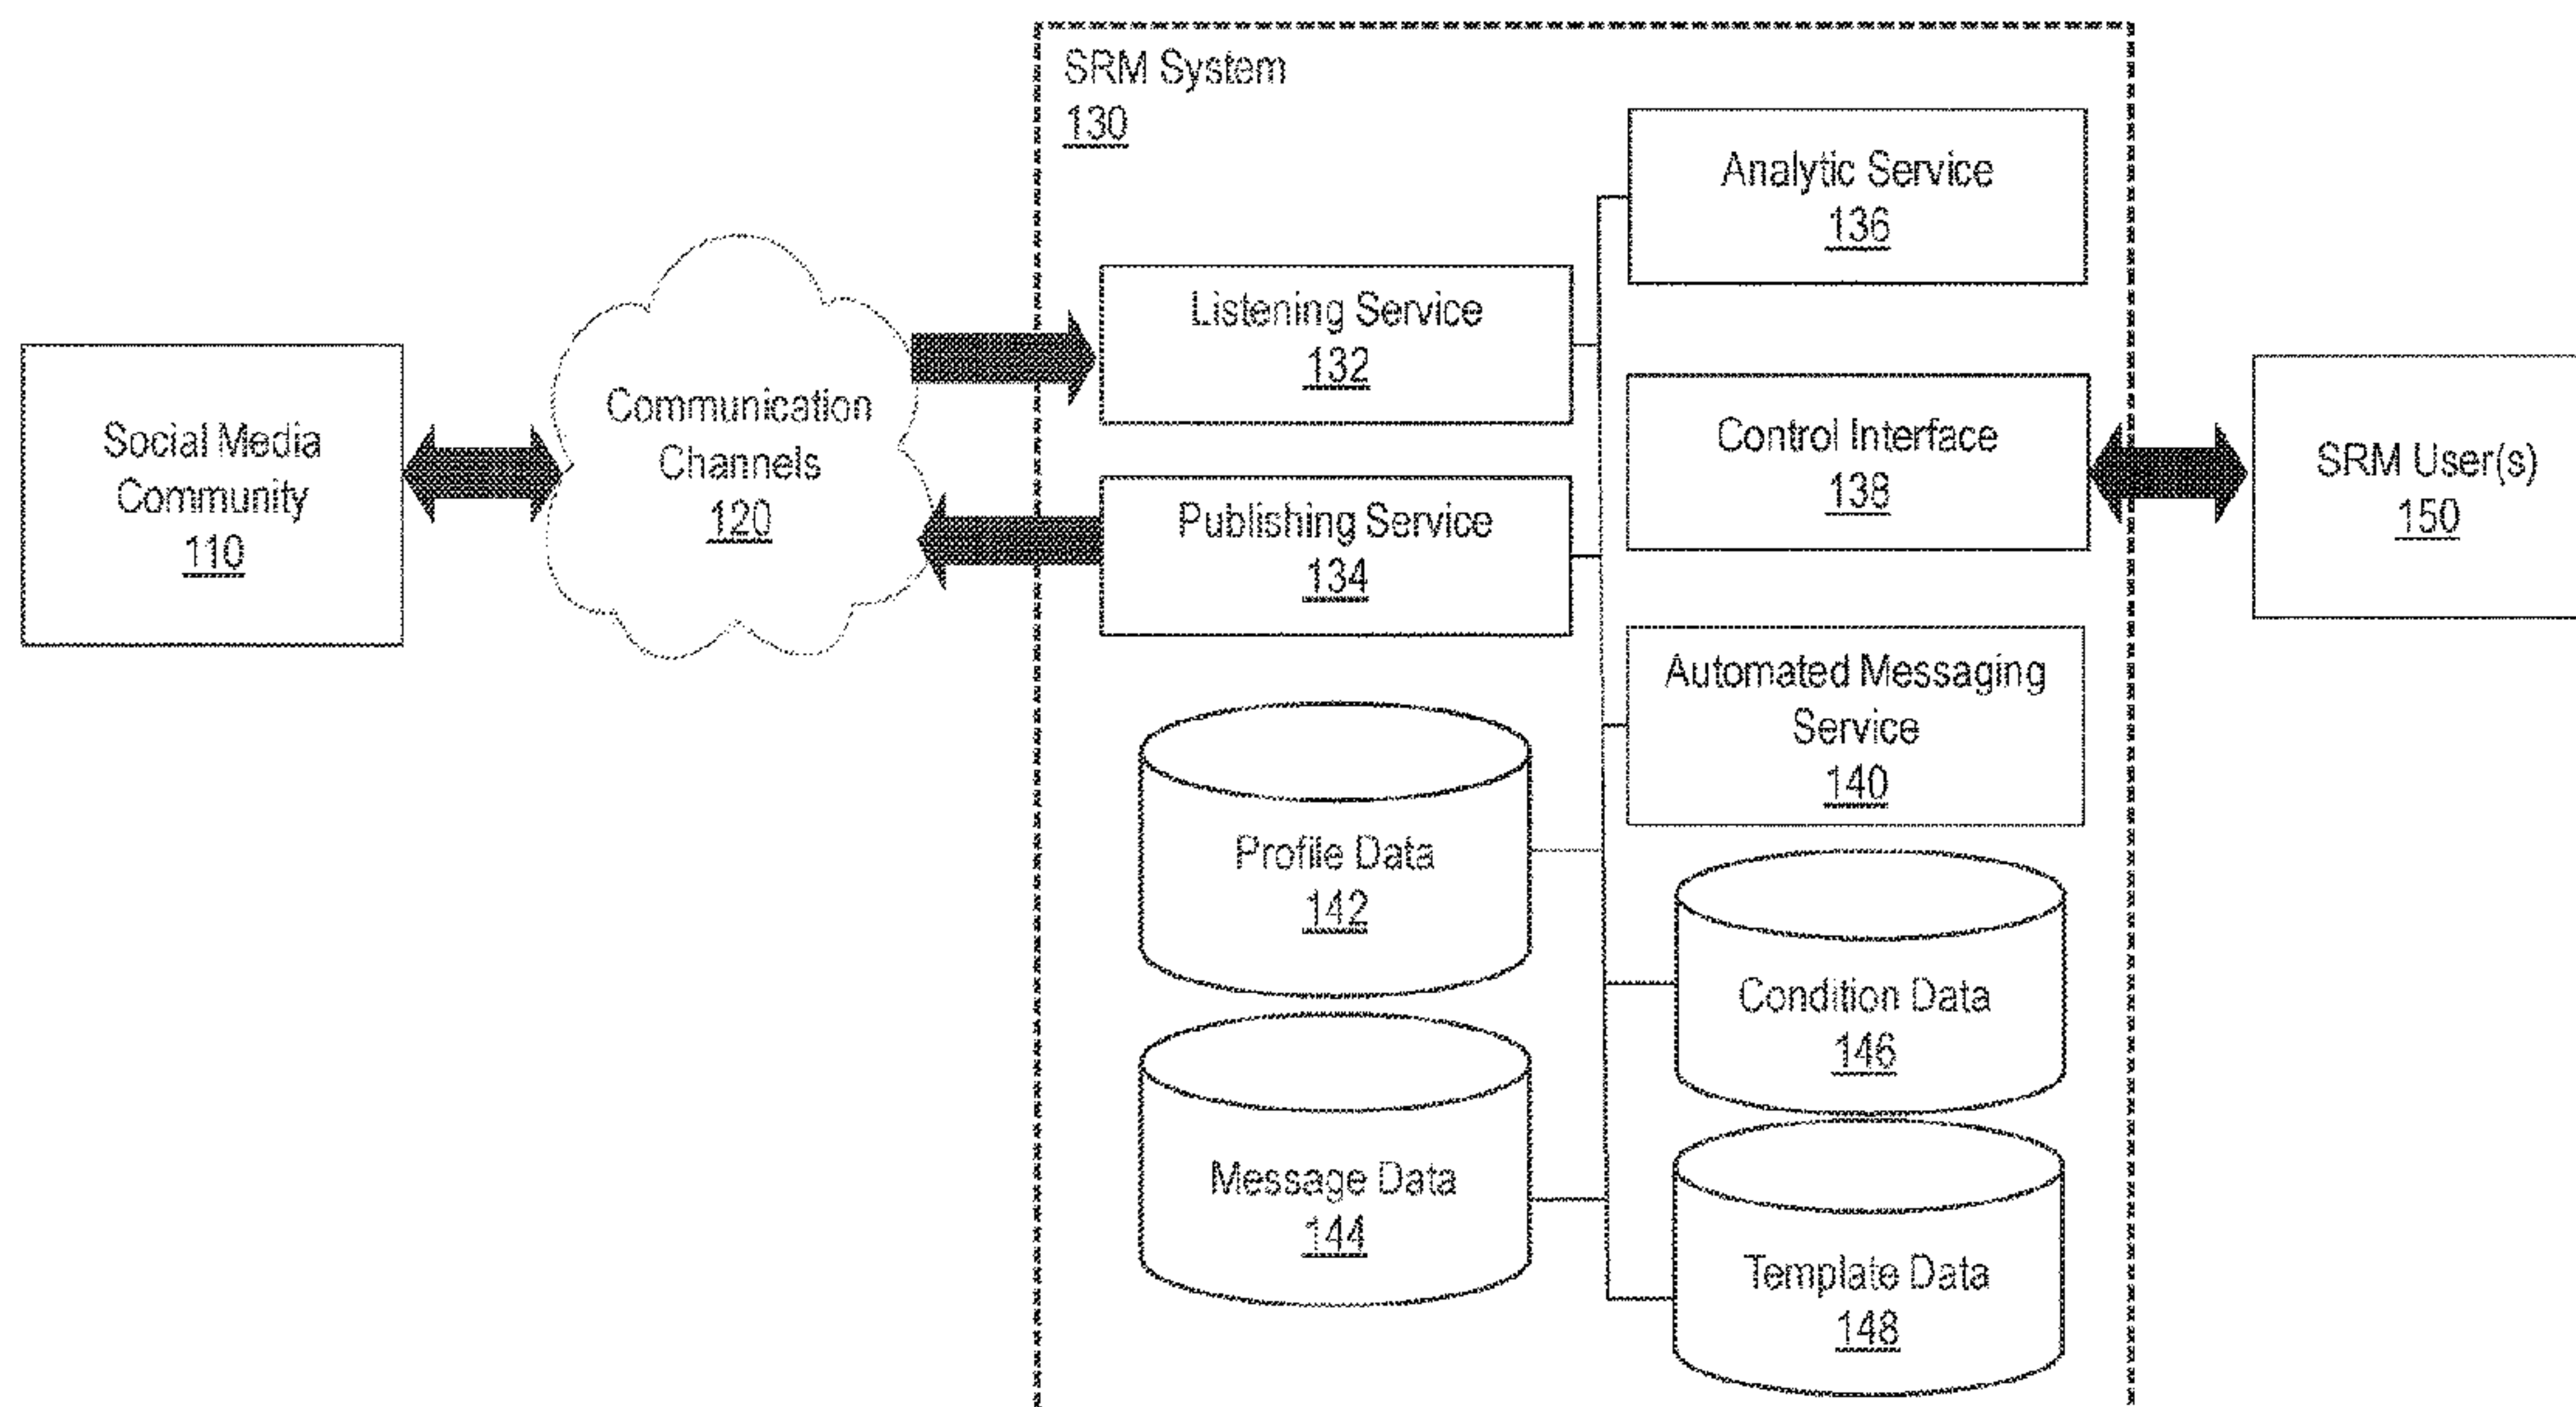 SRM System
130
Analytic Service
136
Listening Service
132
Communication
Channels
120
Social Media
Community
110
Control Interface
138
SRM User(s)
150
Publishing Service
134
Automated Messaging
Service
140
Profile Data
142
Condition Data
146
Message Data
144
Template Data
148